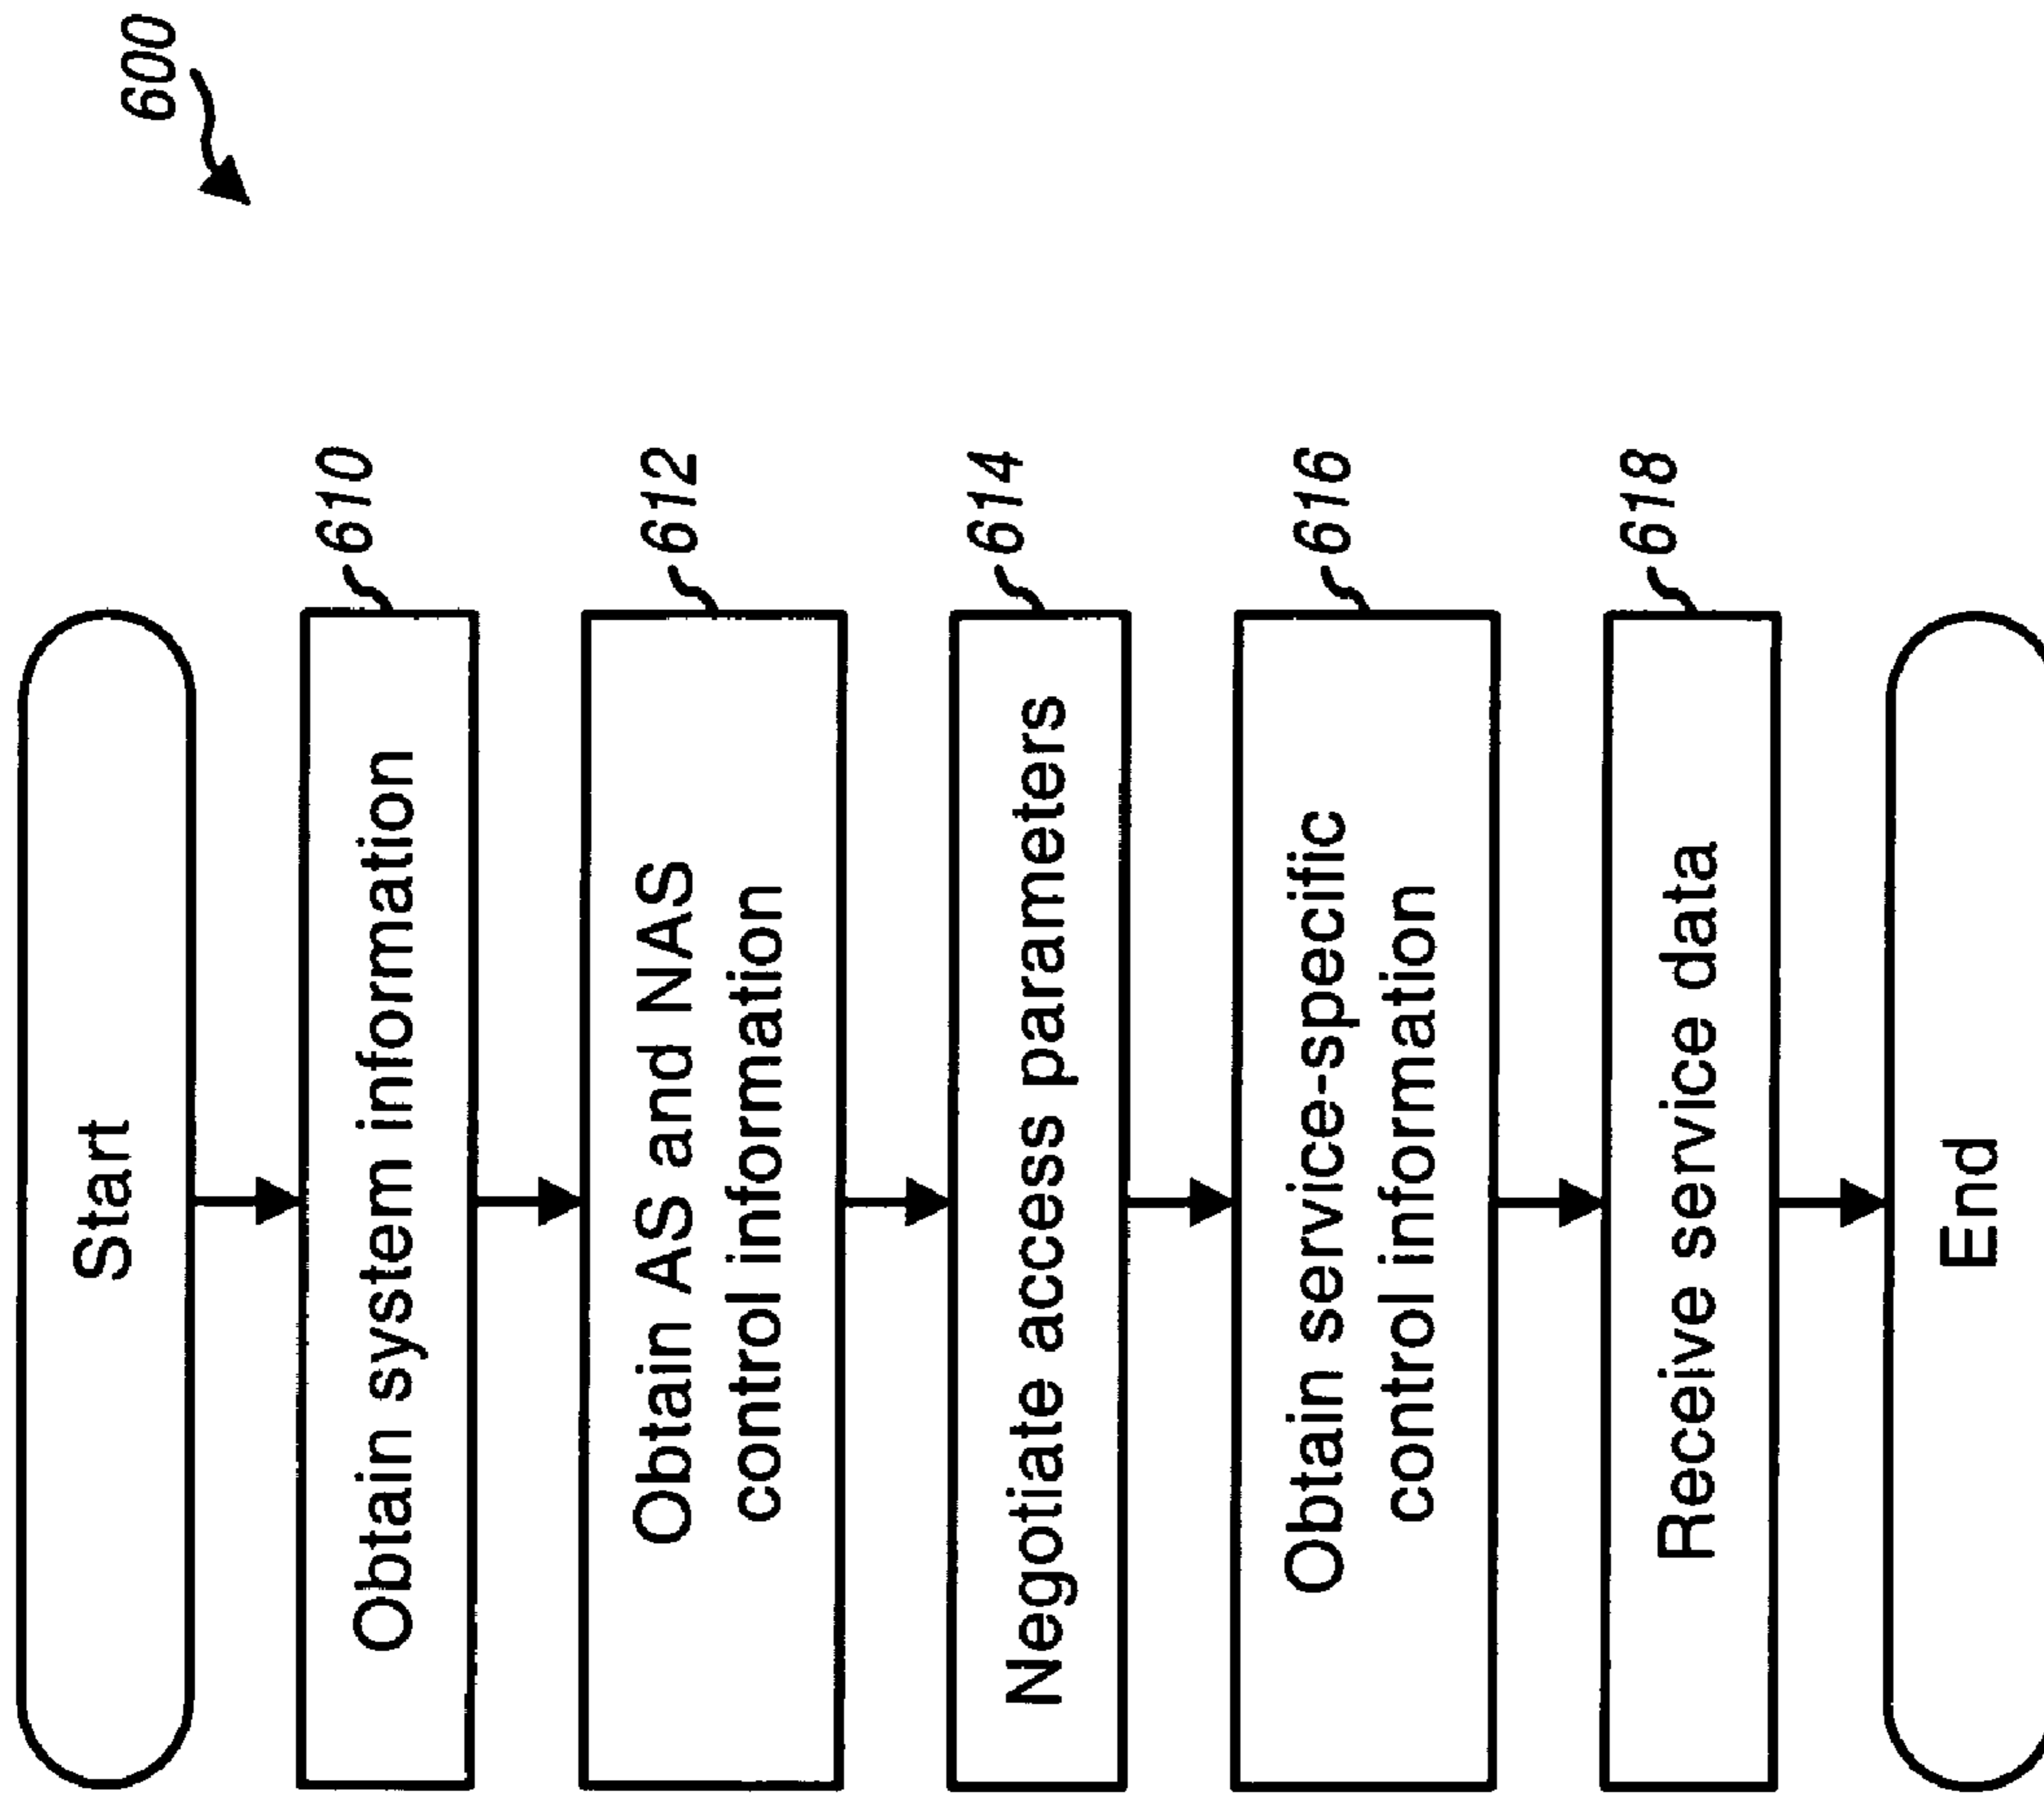 600
Start
Obtain system information
610
Obtain AS and NAS
control information
612
Negotiate access parameters
614
Obtain service-specific
control information
616
Receive service data
618
End